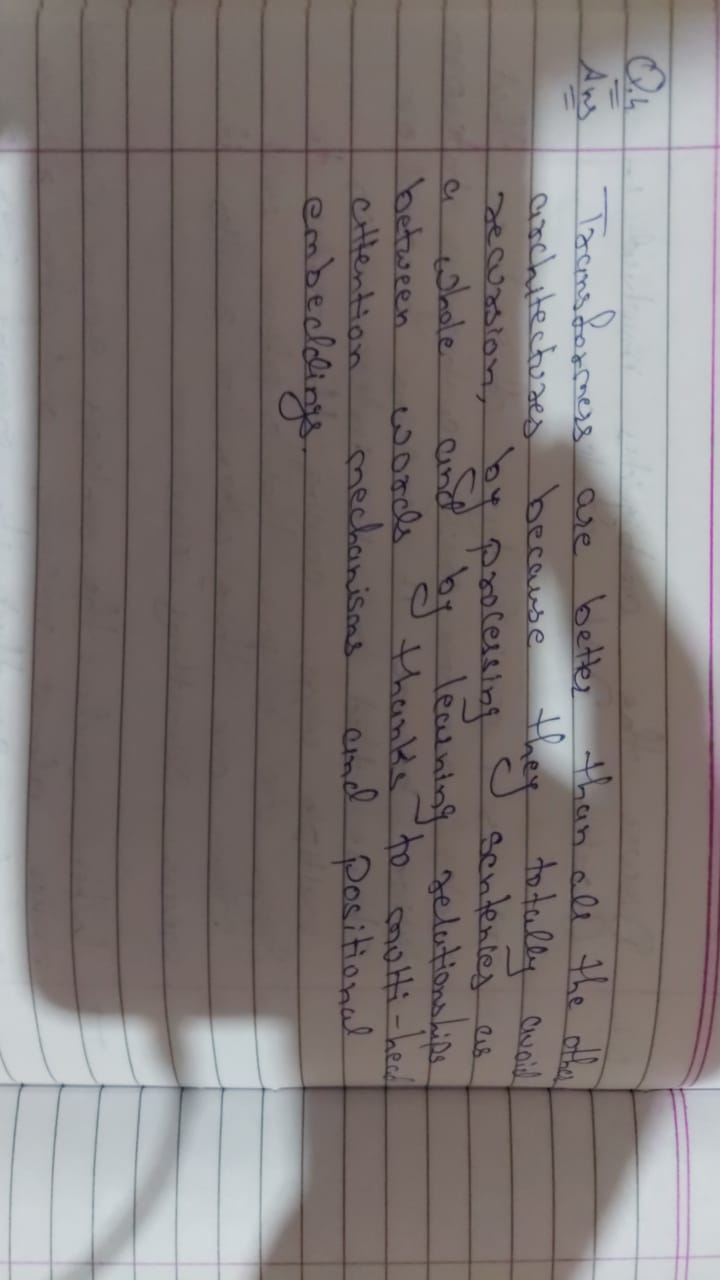 Q.4
Ans Transformers are better than all the other
architectures because they totally avoid
recursion, by processing sentences as
a whole and by learning relationships
between words thanks to multi-head
attention mechanisms and positional
embeddings.